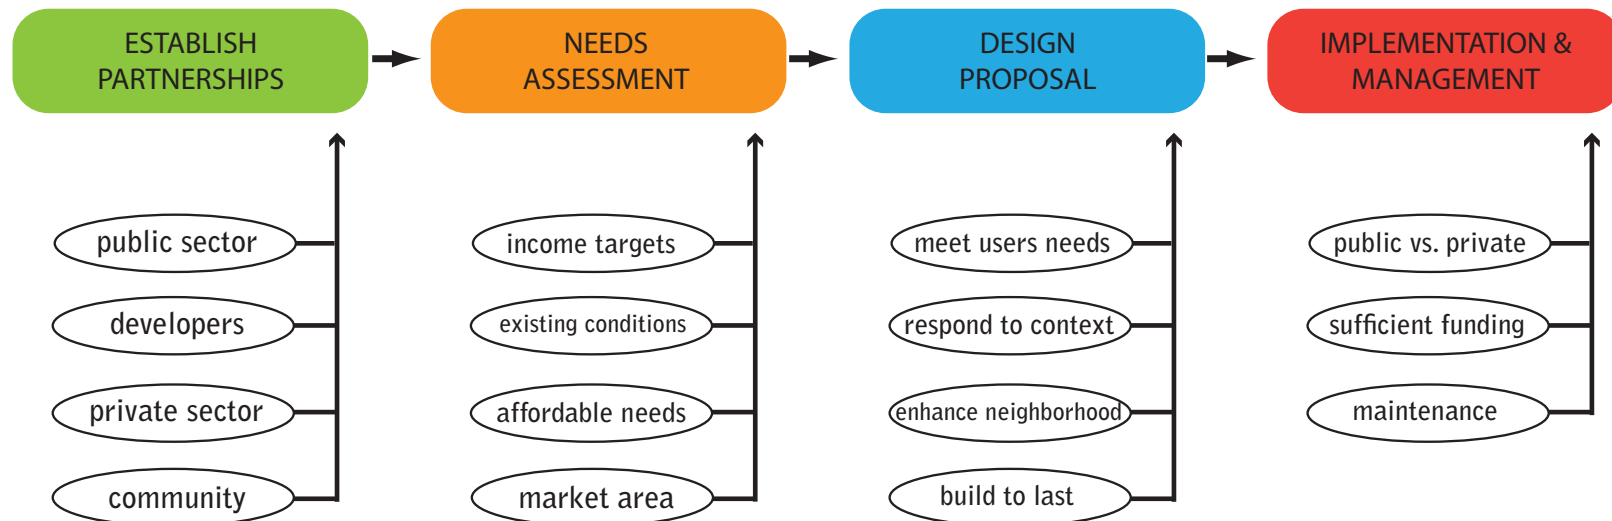 ESTABLISH
PARTNERSHIPS
NEEDS
ASSESSMENT
DESIGN
PROPOSAL
IMPLEMENTATION &
MANAGEMENT
public sector
developers
private sector
community
income targets
existing conditions
affordable needs
market area
meet users needs
respond to context
enhance neighborhood
build to last
public vs. private
sufficient funding
maintenance